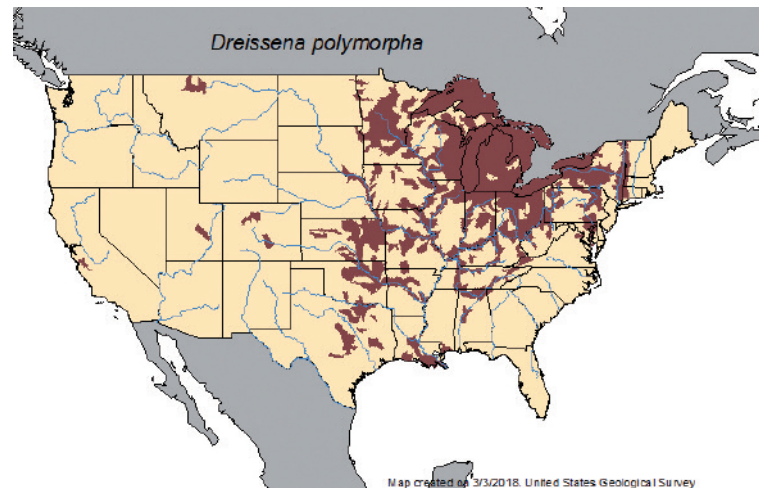 Dreissena polymorpha
Map created on 3/3/2018. United States Geological Survey